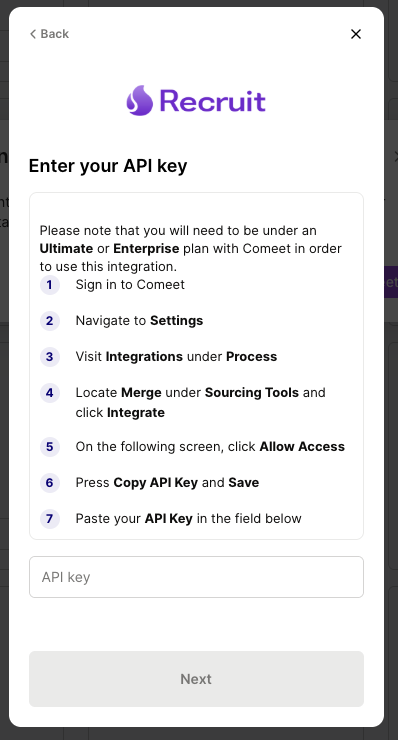 Back
Recruit
Enter your API key
Please note that you will need to be under an
Ultimate or Enterprise plan with Comeet in order
to use this integration.
1 Sign in to Comeet
2 Navigate to Settings
3 Visit Integrations under Process
4 Locate Merge under Sourcing Tools and
click Integrate
5 On the following screen, click Allow Access
6 Press Copy API Key and Save
7 Paste your API Key in the field below
API key
Next